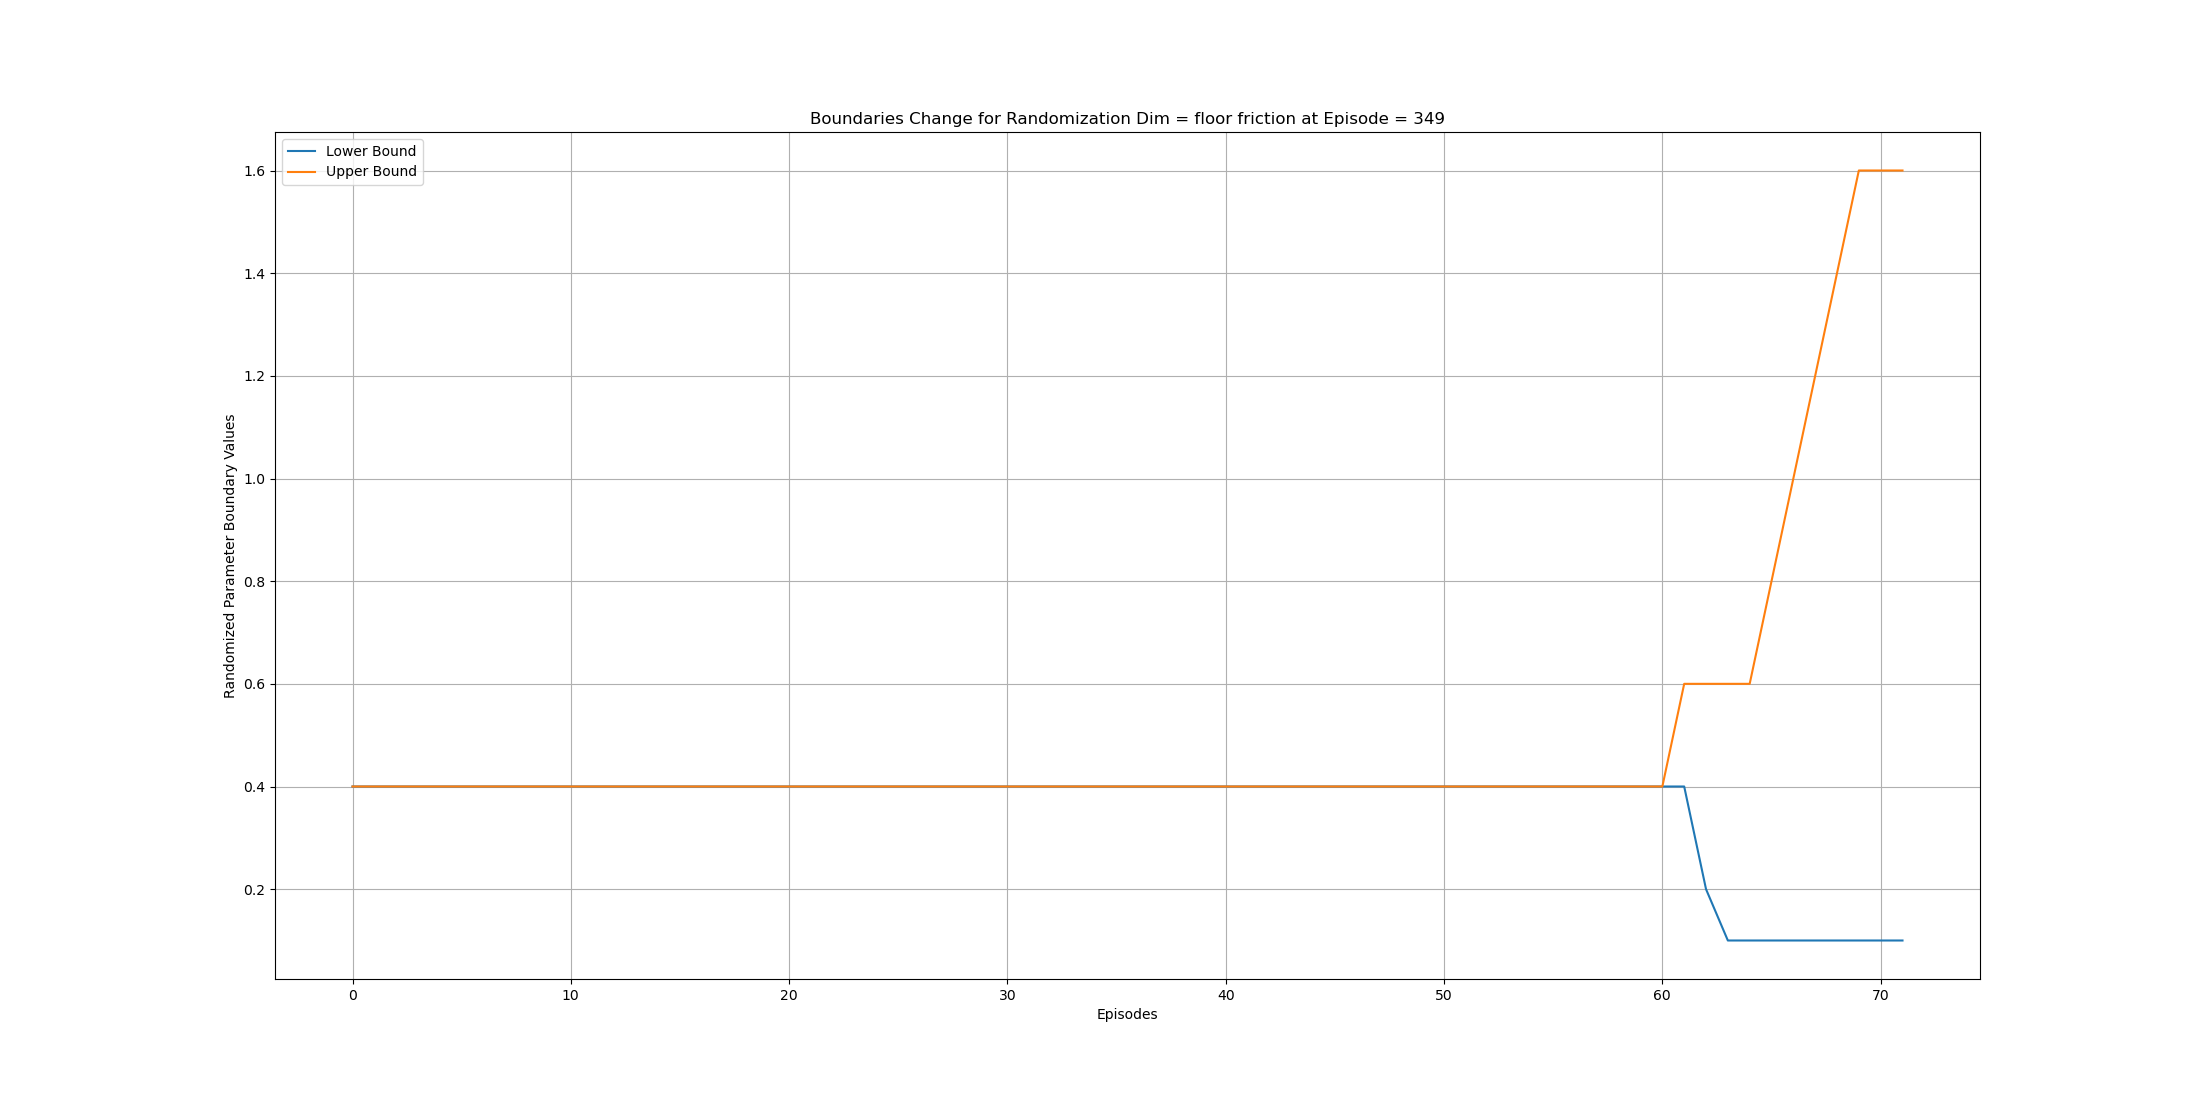 Boundaries Change for Randomization Dim = floor friction at Episode = 349
Lower Bound
Upper Bound
1.6
1.4
1.2
1.0
0.8
0.6
0.4
0.2
Randomized Parameter Boundary Values
0 10 20 30 40 50 60 70
Episodes